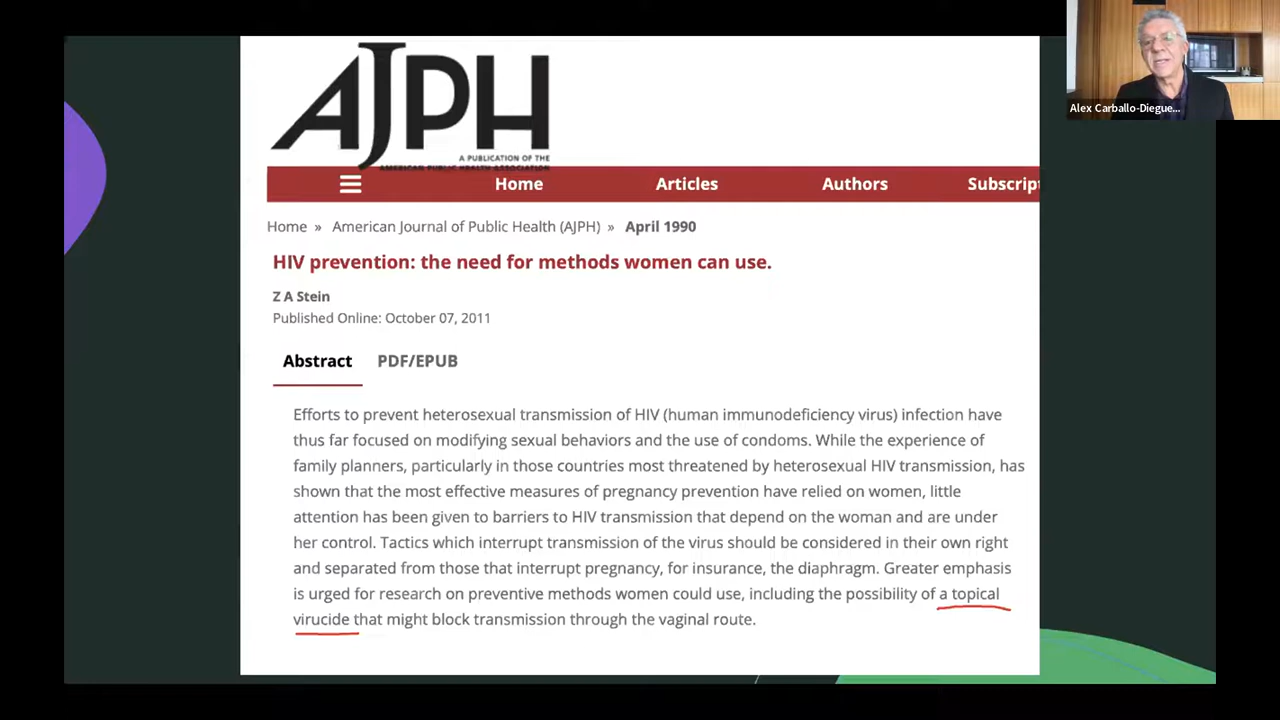 AJPH
A PUBLICATION OF THE
AMERICAN PUBLIC HEALTH ASSOCIATION
Alex Carballo-Diegue...
Home Articles Authors Subscript
Home » American Journal of Public Health (AJPH) » April 1990
HIV prevention: the need for methods women can use.
Z A Stein
Published Online: October 07, 2011
Abstract PDF/EPUB
Efforts to prevent heterosexual transmission of HIV (human immunodeficiency virus) infection have
thus far focused on modifying sexual behaviors and the use of condoms. While the experience of
family planners, particularly in those countries most threatened by heterosexual HIV transmission, has
shown that the most effective measures of pregnancy prevention have relied on women, little
attention has been given to barriers to HIV transmission that depend on the woman and are under
her control. Tactics which interrupt transmission of the virus should be considered in their own right
and separated from those that interrupt pregnancy, for insurance, the diaphragm. Greater emphasis
is urged for research on preventive methods women could use, including the possibility of a topical
virucide that might block transmission through the vaginal route.